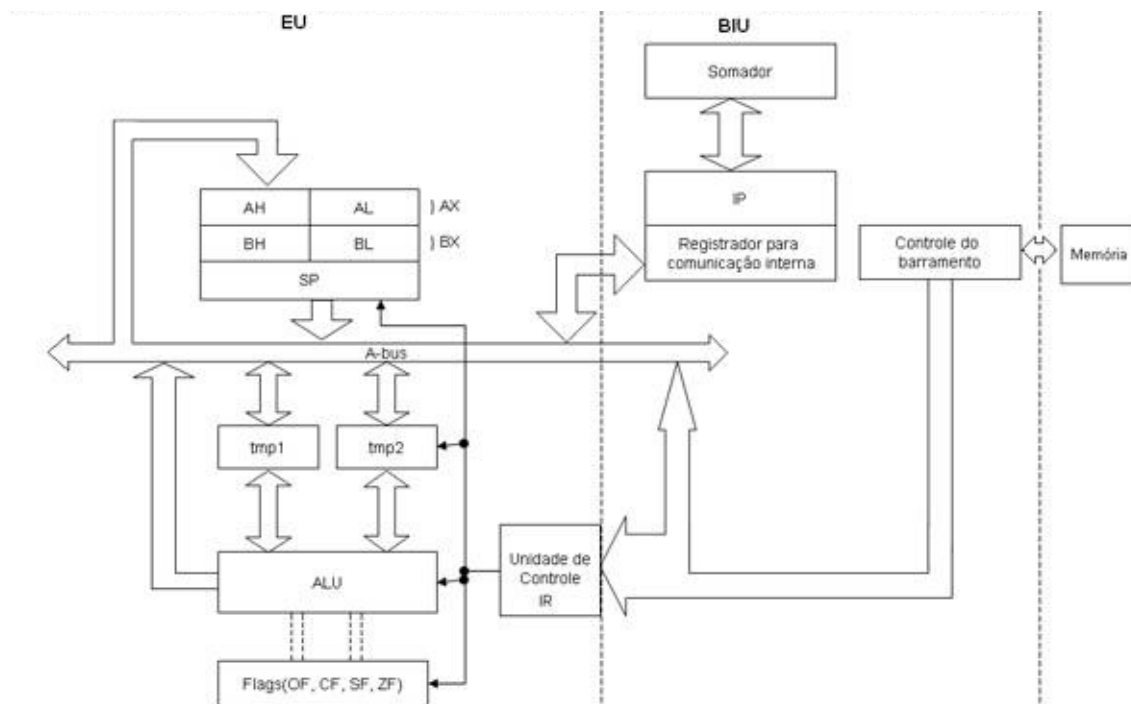 EU
BIU
Somador
AH
AL
} AX
BH
BL
} BX
SP
IP
Registrador para
comunicação interna
Controle do
barramento
Memória
A-bus
tmp1
tmp2
ALU
Unidade de
Controle
IR
Flags(OF, CF, SF, ZF)